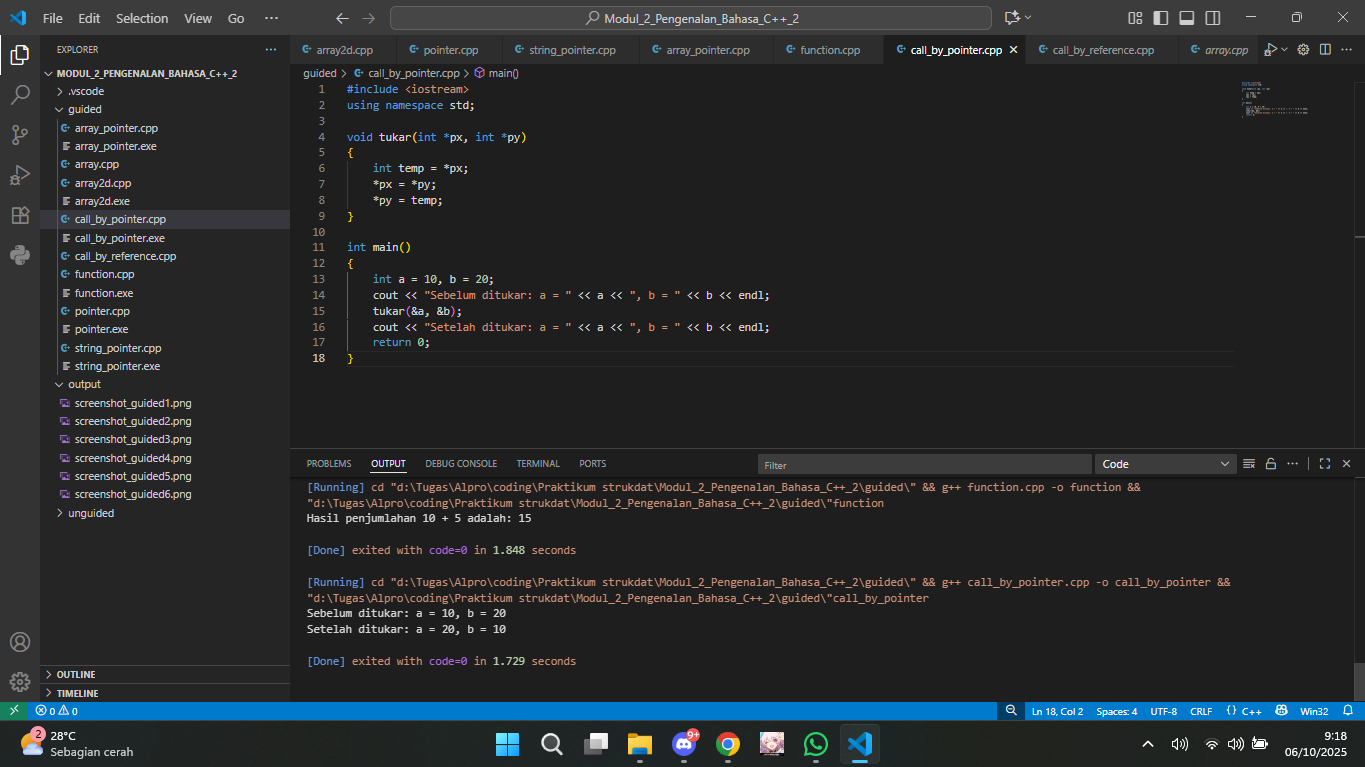 File Edit Selection View Go ···
Modul_2_Pengenalan_Bahasa_C++_2
EXPLORER
MODUL_2_PENGENALAN_BAHASA_C++_2
.vscode
guided
array_pointer.cpp
array_pointer.exe
array.cpp
array2d.cpp
array2d.exe
call_by_pointer.cpp
call_by_pointer.exe
call_by_reference.cpp
function.cpp
function.exe
pointer.cpp
pointer.exe
string_pointer.cpp
string_pointer.exe
output
screenshot_guided1.png
screenshot_guided2.png
screenshot_guided3.png
screenshot_guided4.png
screenshot_guided5.png
screenshot_guided6.png
unguided
OUTLINE
TIMELINE
array2d.cpp pointer.cpp string_pointer.cpp array_pointer.cpp function.cpp call_by_pointer.cpp call_by_reference.cpp array.cpp
guided > call_by_pointer.cpp > main()
1 #include <iostream>
2 using namespace std;
3
4 void tukar(int *px, int *py)
5 {
6 int temp = *px;
7 *px = *py;
8 *py = temp;
9 }
10
11 int main()
12 {
13 int a = 10, b = 20;
14 cout << "Sebelum ditukar: a = " << a << ", b = " << b << endl;
15 tukar(&a, &b);
16 cout << "Setelah ditukar: a = " << a << ", b = " << b << endl;
17 return 0;
18 }
PROBLEMS OUTPUT DEBUG CONSOLE TERMINAL PORTS Filter Code
[Running] cd "d:\Tugas\Alpro\coding\Praktikum strukdat\Modul_2_Pengenalan_Bahasa_C++_2\guided\" && g++ function.cpp -o function &&
"d:\Tugas\Alpro\coding\Praktikum strukdat\Modul_2_Pengenalan_Bahasa_C++_2\guided\"function
Hasil penjumlahan 10 + 5 adalah: 15
[Done] exited with code=0 in 1.848 seconds
[Running] cd "d:\Tugas\Alpro\coding\Praktikum strukdat\Modul_2_Pengenalan_Bahasa_C++_2\guided\" && g++ call_by_pointer.cpp -o call_by_pointer &&
"d:\Tugas\Alpro\coding\Praktikum strukdat\Modul_2_Pengenalan_Bahasa_C++_2\guided\"call_by_pointer
Sebelum ditukar: a = 10, b = 20
Setelah ditukar: a = 20, b = 10
[Done] exited with code=0 in 1.729 seconds
0 0 Ln 18, Col 2 Spaces: 4 UTF-8 CRLF {} C++ Win32
2
28°C
Sebagian cerah
9+
9:18
06/10/2025